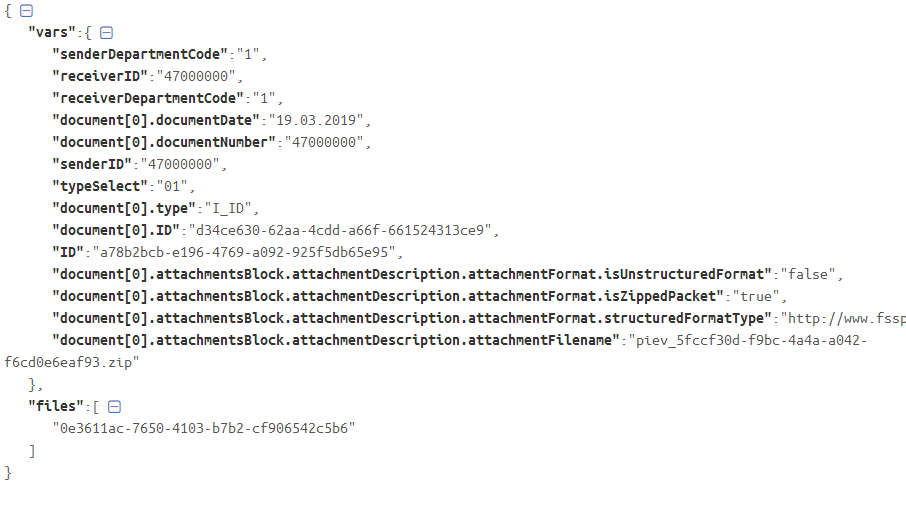 {
"vars":{
"senderDepartmentCode":"1",
"receiverID":"47000000",
"receiverDepartmentCode":"1",
"document[0].documentDate":"19.03.2019",
"document[0].documentNumber":"47000000",
"senderID":"47000000",
"typeSelect":"01",
"document[0].type":"I_ID",
"document[0].ID":"d34ce630-62aa-4cdd-a66f-661524313ce9",
"ID":"a78b2bcb-e196-4769-a092-925f5db65e95",
"document[0].attachmentsBlock.attachmentDescription.attachmentFormat.isUnstructuredFormat":"false",
"document[0].attachmentsBlock.attachmentDescription.attachmentFormat.isZippedPacket":"true",
"document[0].attachmentsBlock.attachmentDescription.attachmentFormat.structuredFormatType":"http://www.fssp
"document[0].attachmentsBlock.attachmentDescription.attachmentFilename":"piev_5fccf30d-f9bc-4a4a-a042-
f6cd0e6eaf93.zip"
},
"files":[
"0e3611ac-7650-4103-b7b2-cf906542c5b6"
]
}